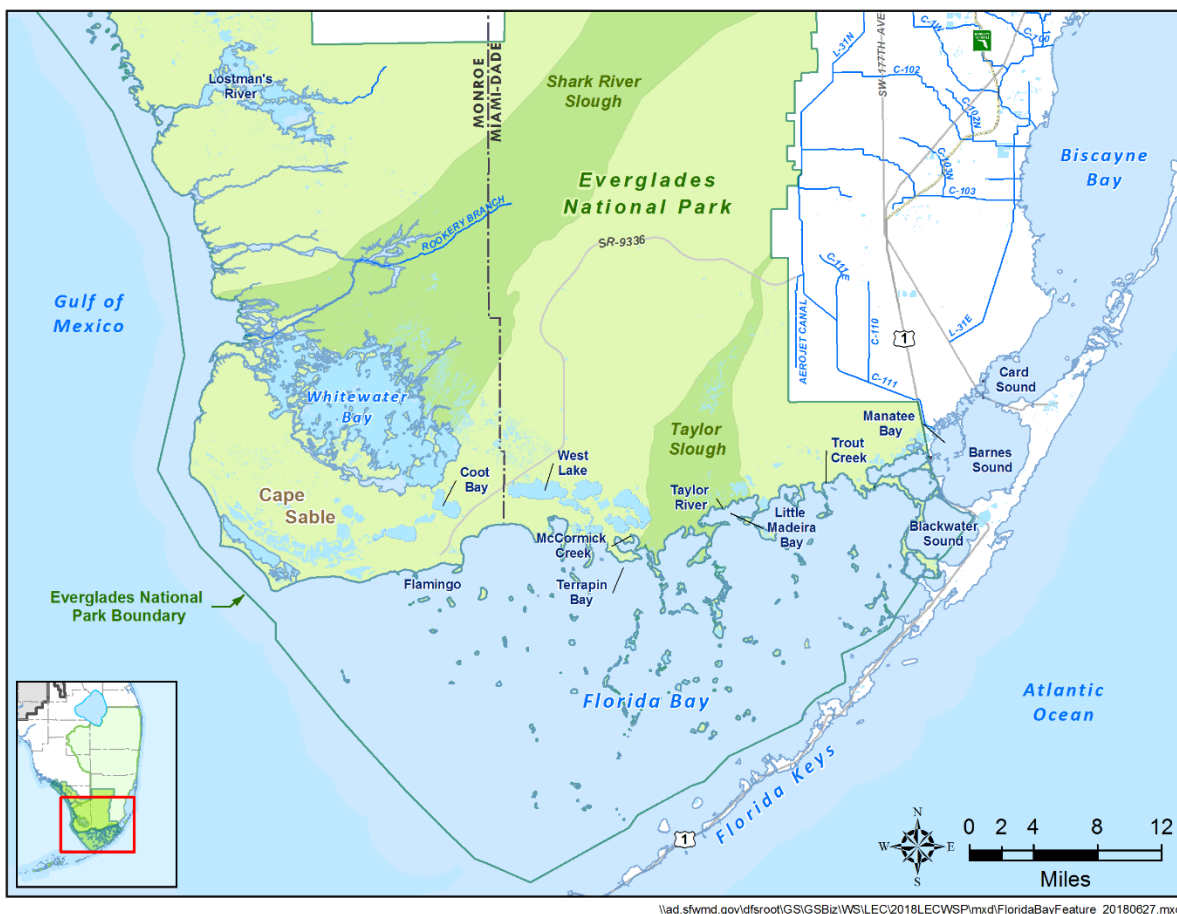 Lostman's
River
MONROE
MIAMI-DADE
Shark River
Slough
L-31N
SW-177TH-AVE
C-1W
C-100
C-102
C-102N
C-103N
C-103
Biscayne
Bay
Everglades
National Park
ROOKERY BRANCH
SR-9336
Gulf of
Mexico
C-111E
AEROJET CANAL
C-110
1
L-31E
C-111
Card
Sound
Whitewater
Bay
Manatee
Bay
Taylor
Slough
Trout
Creek
Barnes
Sound
West
Lake
Coot
Bay
Cape
Sable
Taylor
River
Little
Madeira
Bay
Blackwater
Sound
McCormick
Creek
Flamingo
Terrapin
Bay
Everglades National
Park Boundary
Florida Bay
Atlantic
Ocean
Florida Keys
1
N
W
E
S
0 2 4 8 12
Miles
\\ad.sfwmd.gov\dfsroot\GS\GSBiz\WS\LEC\2018LECWSP\mxd\FloridaBayFeature_20180627.mxd